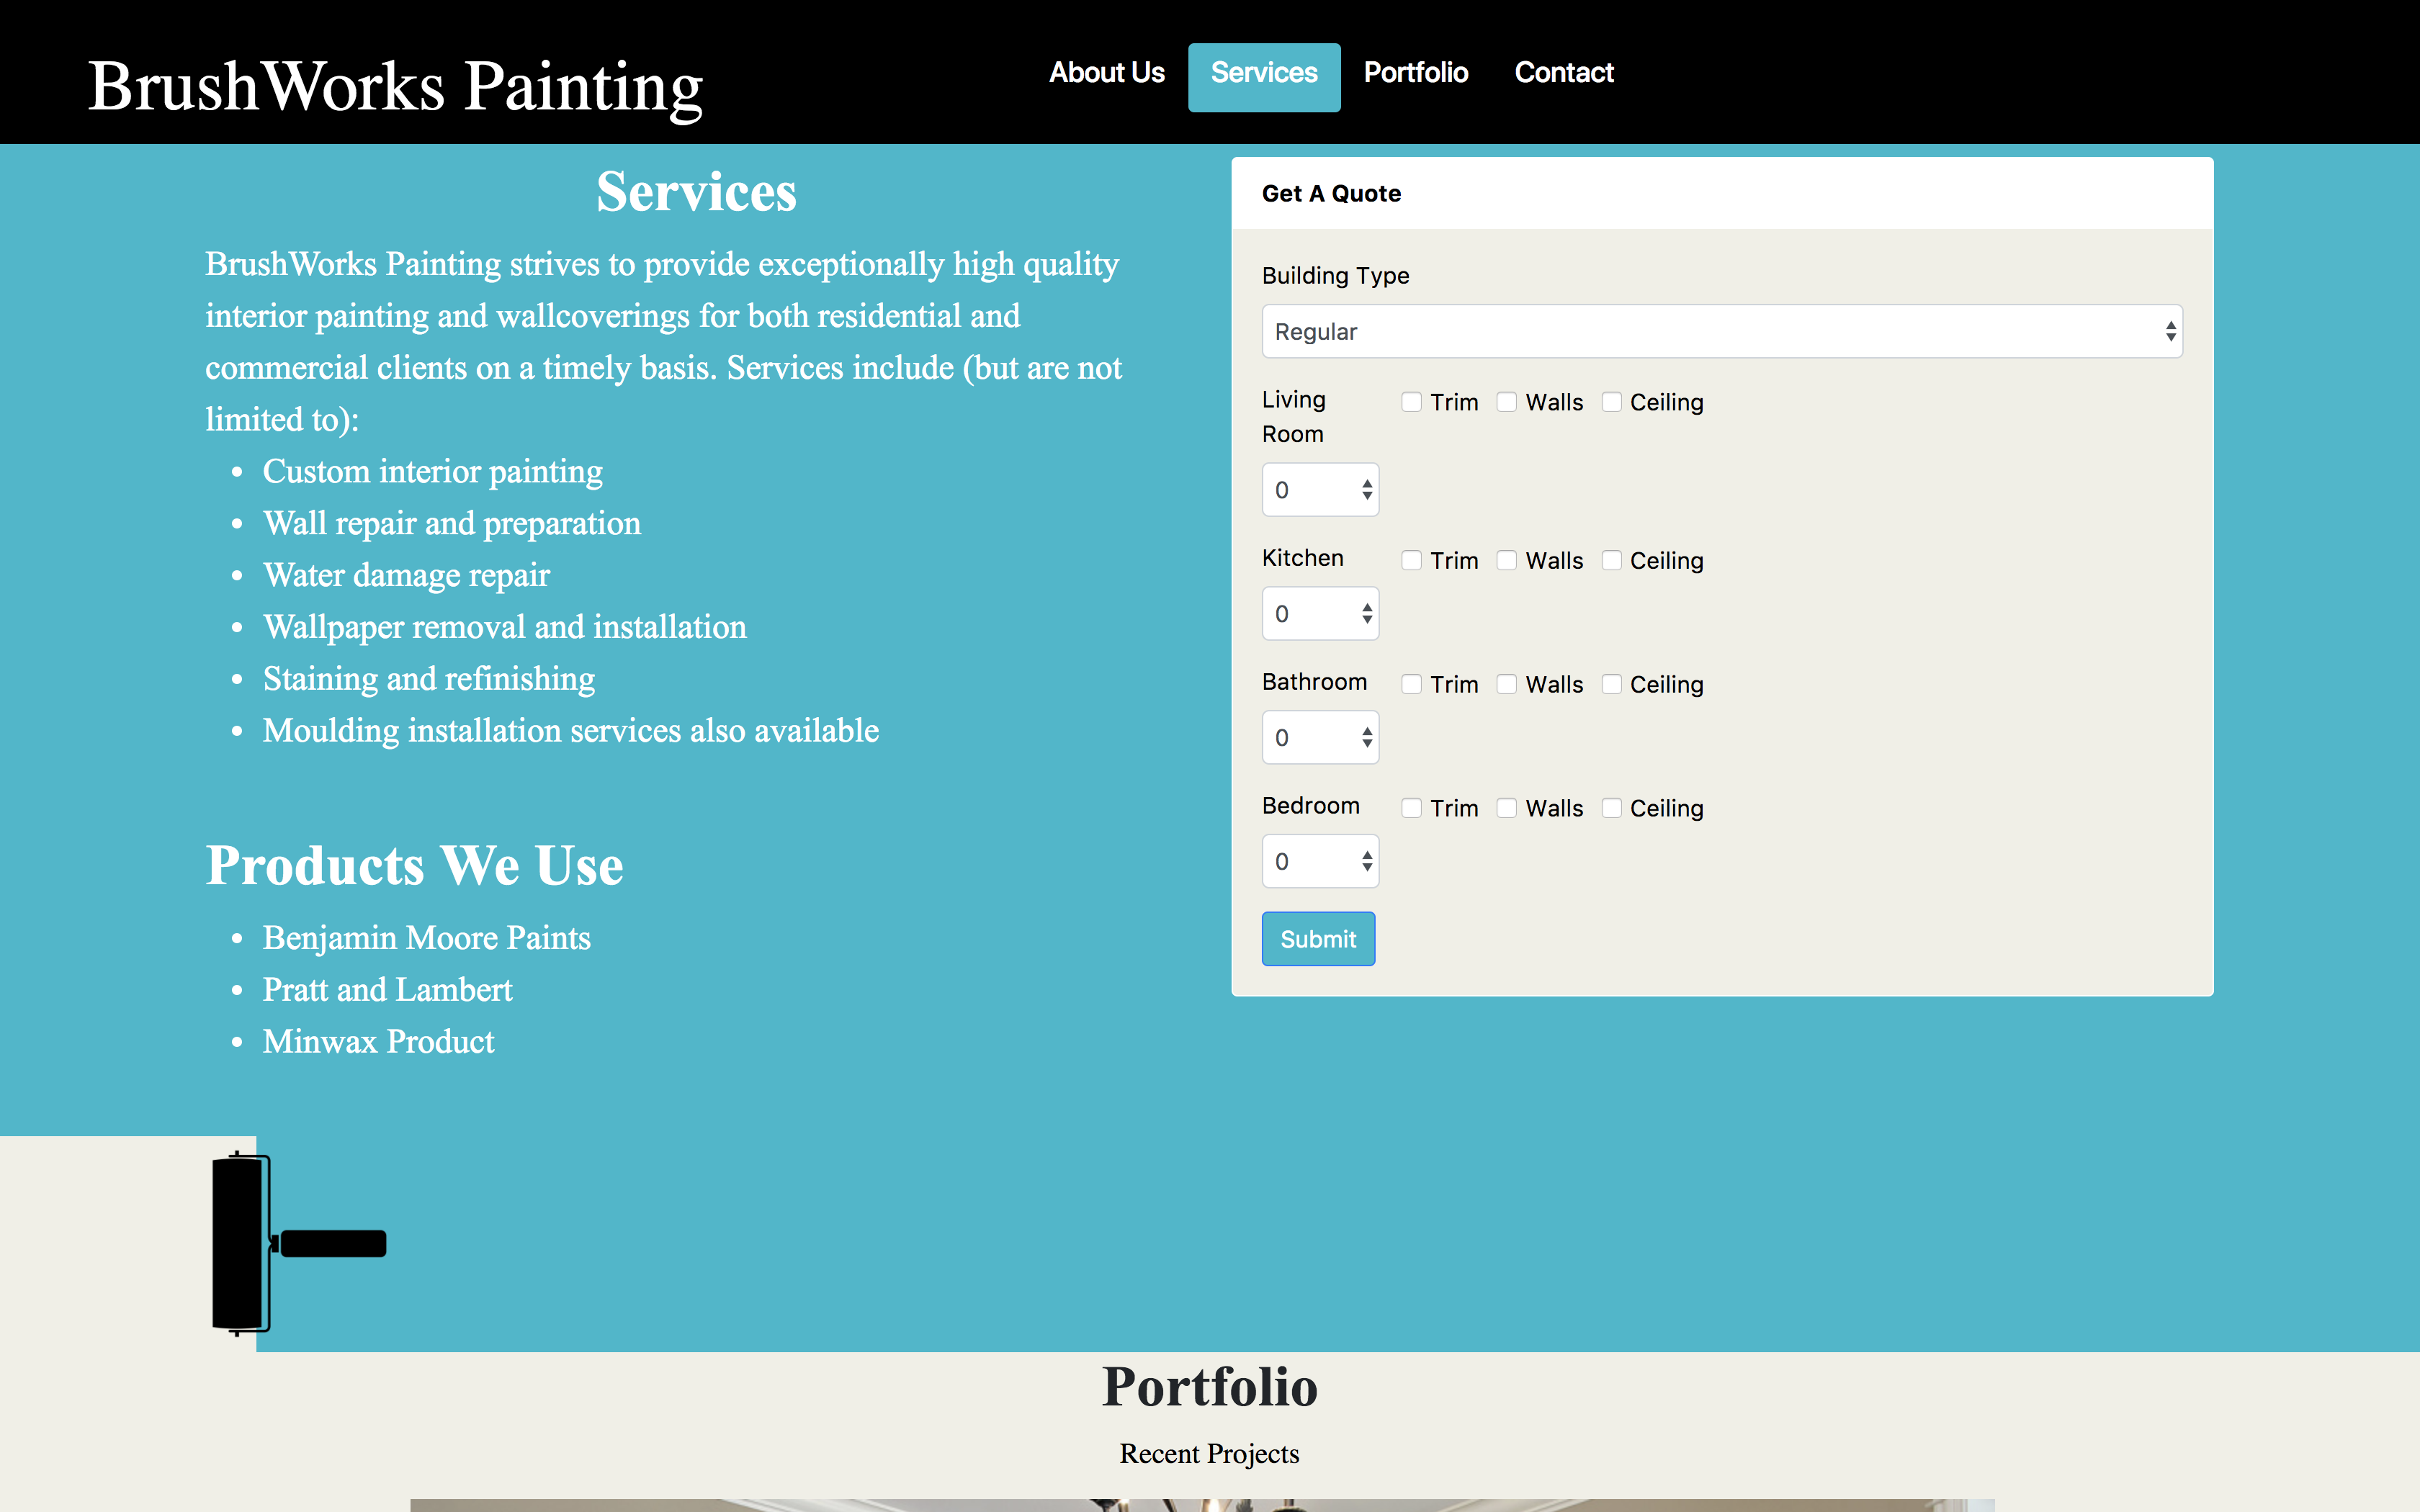 BrushWorks Painting
About Us
Services
Portfolio
Contact
Services
BrushWorks Painting strives to provide exceptionally high quality
interior painting and wallcoverings for both residential and
commercial clients on a timely basis. Services include (but are not
limited to):
Custom interior painting
Wall repair and preparation
Water damage repair
Wallpaper removal and installation
Staining and refinishing
Moulding installation services also available
Products We Use
Benjamin Moore Paints
Pratt and Lambert
Minwax Product
Get A Quote
Building Type
Regular
Living
Room
Trim Walls Ceiling
0
Kitchen
Trim Walls Ceiling
0
Bathroom
Trim Walls Ceiling
0
Bedroom
Trim Walls Ceiling
0
Submit
Portfolio
Recent Projects